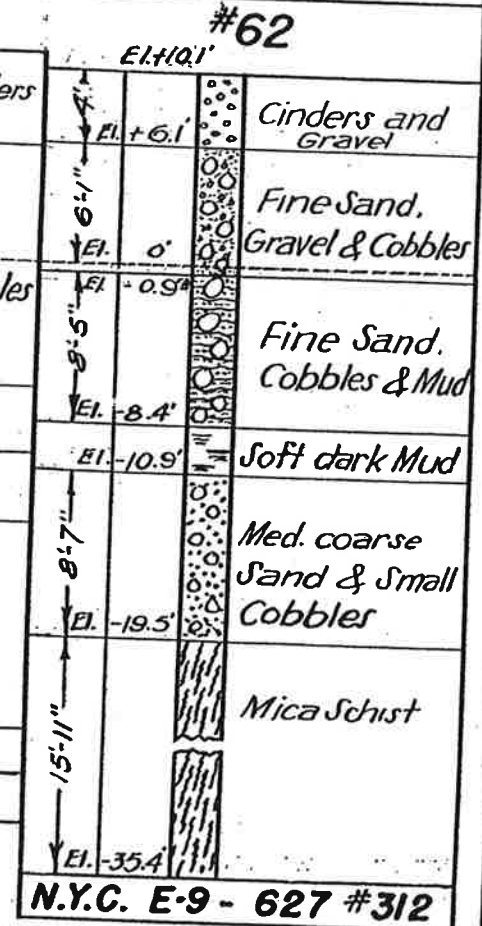 #62
El.+10.1'
ers
4'
El. +6.1'
Cinders and
Gravel
6'-1"
El. 0'
Fine Sand.
Gravel & Cobbles
les
El. -0.9'
8'-5"
El. -8.4'
Fine Sand.
Cobbles & Mud
El. -10.9'
Soft dark Mud
8'-7"
El. -19.5'
Med. coarse
Sand & Small
Cobbles
15'-11"
El. -35.4'
Mica Schist
N.Y.C. E-9 - 627 #312